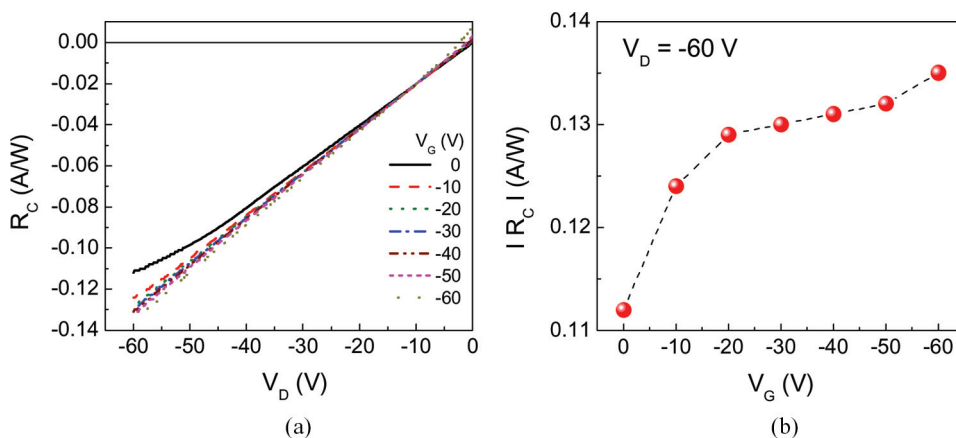 0.00
-0.02
-0.04
-0.06
-0.08
-0.10
-0.12
-0.14
R_C (A/W)
V_G (V)
0
-10
-20
-30
-40
-50
-60
-60 -50 -40 -30 -20 -10 0
V_D (V)
(a)
0.14
0.13
0.12
0.11
I R_C I (A/W)
V_D = -60 V
0 -10 -20 -30 -40 -50 -60
V_G (V)
(b)